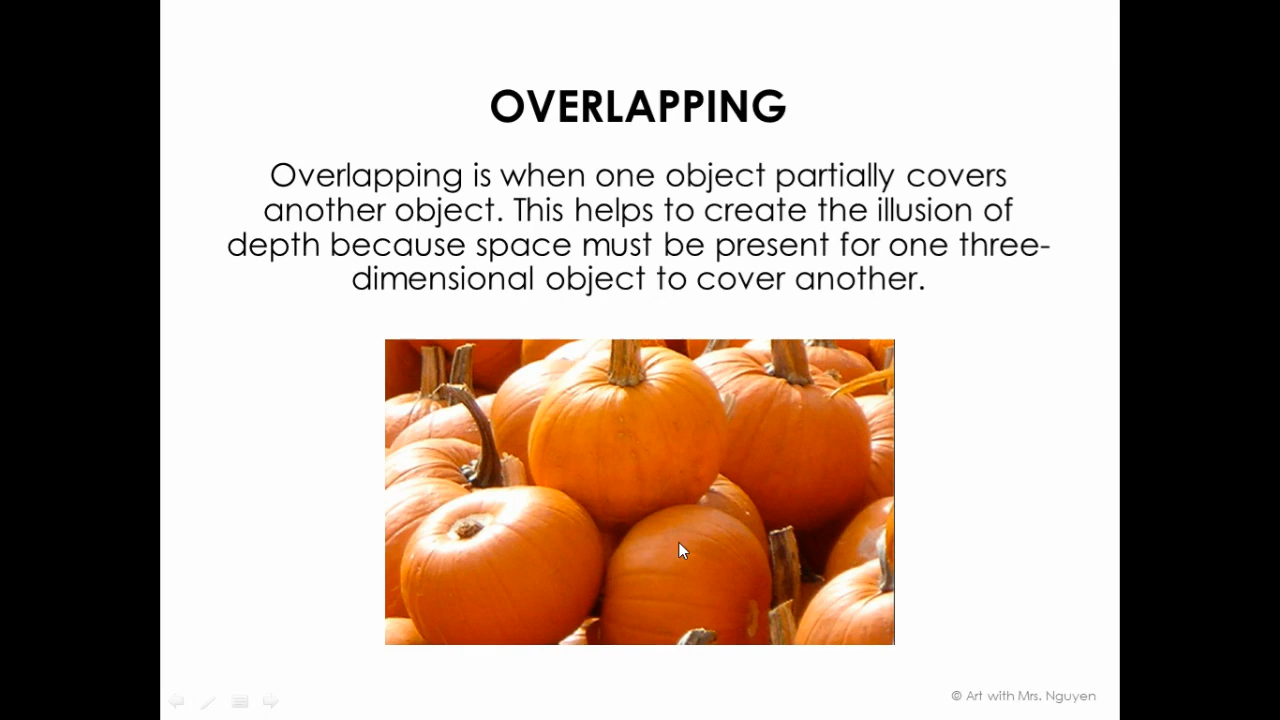 OVERLAPPING
Overlapping is when one object partially covers
another object. This helps to create the illusion of
depth because space must be present for one three-
dimensional object to cover another.
© Art with Mrs. Nguyen